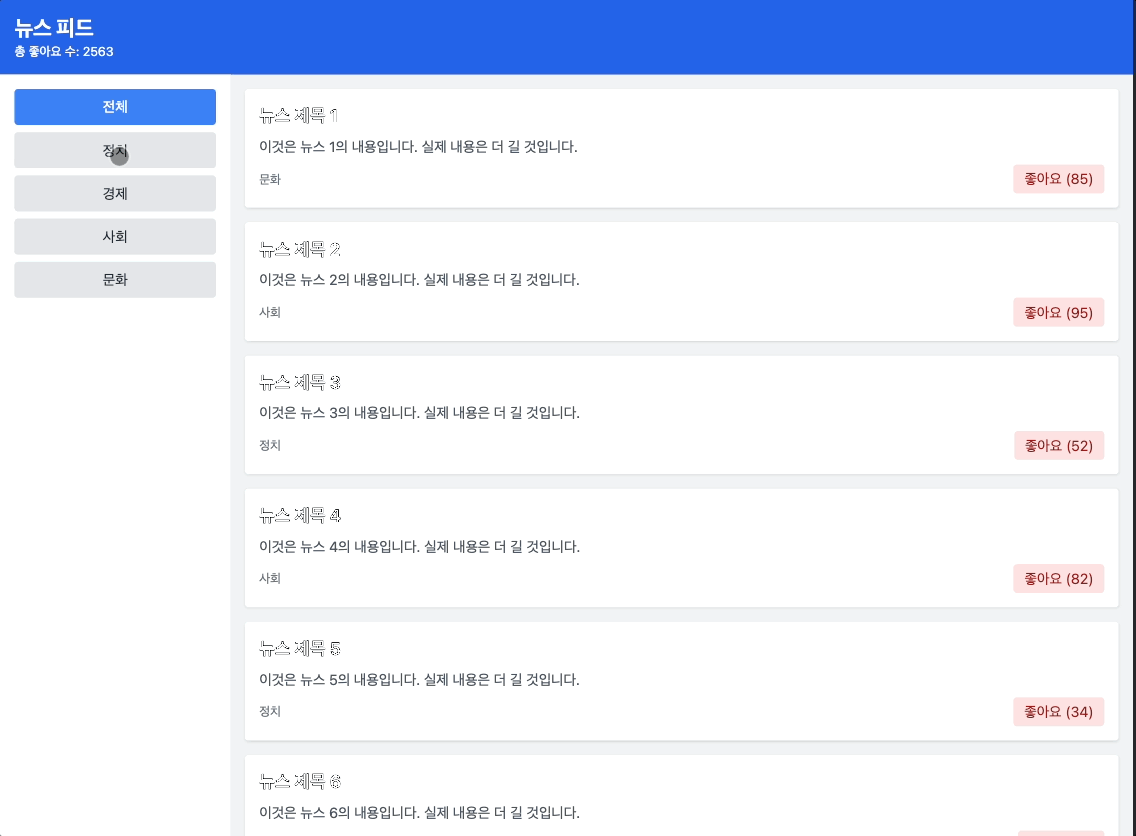 뉴스 피드
총 좋아요 수: 2563
전체
정치
경제
사회
문화
뉴스 제목 1
이것은 뉴스 1의 내용입니다. 실제 내용은 더 길 것입니다.
문화
좋아요 (85)
뉴스 제목 2
이것은 뉴스 2의 내용입니다. 실제 내용은 더 길 것입니다.
사회
좋아요 (95)
뉴스 제목 3
이것은 뉴스 3의 내용입니다. 실제 내용은 더 길 것입니다.
정치
좋아요 (52)
뉴스 제목 4
이것은 뉴스 4의 내용입니다. 실제 내용은 더 길 것입니다.
사회
좋아요 (82)
뉴스 제목 5
이것은 뉴스 5의 내용입니다. 실제 내용은 더 길 것입니다.
정치
좋아요 (34)
뉴스 제목 6
이것은 뉴스 6의 내용입니다. 실제 내용은 더 길 것입니다.